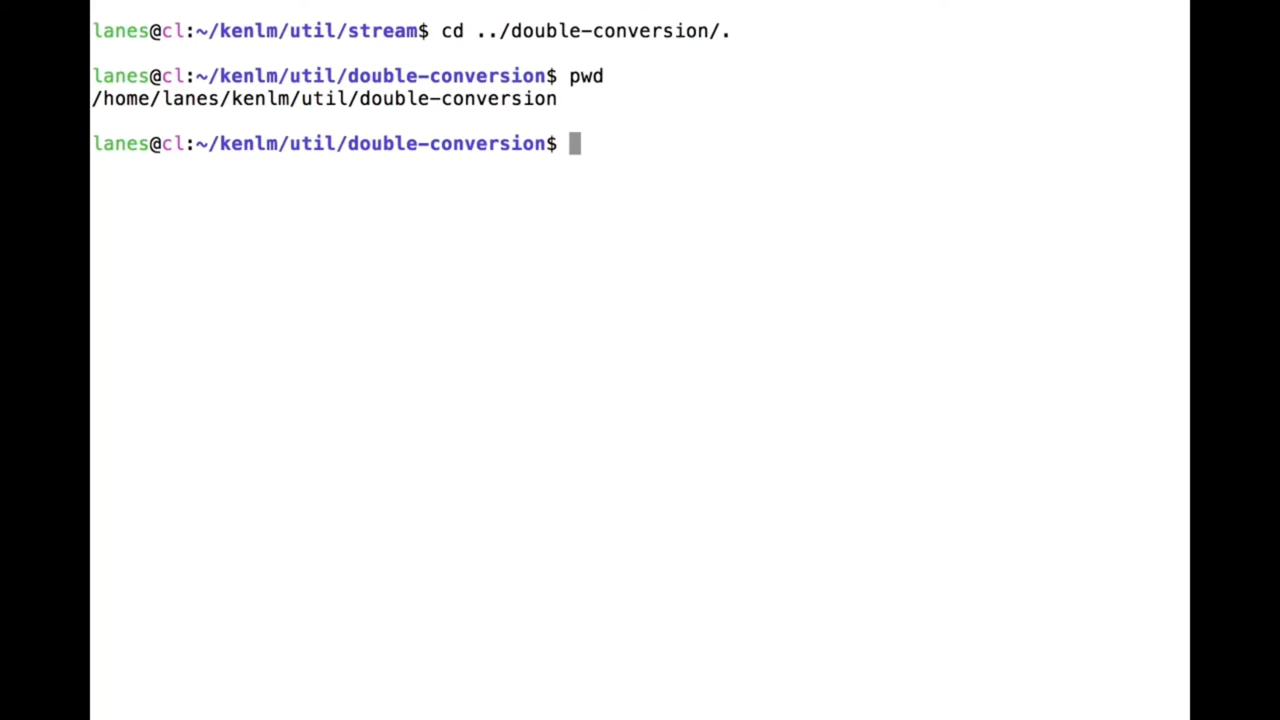 lanes@cl:~/kenlm/util/stream$ cd ../double-conversion/.
lanes@cl:~/kenlm/util/double-conversion$ pwd
/home/lanes/kenlm/util/double-conversion
lanes@cl:~/kenlm/util/double-conversion$